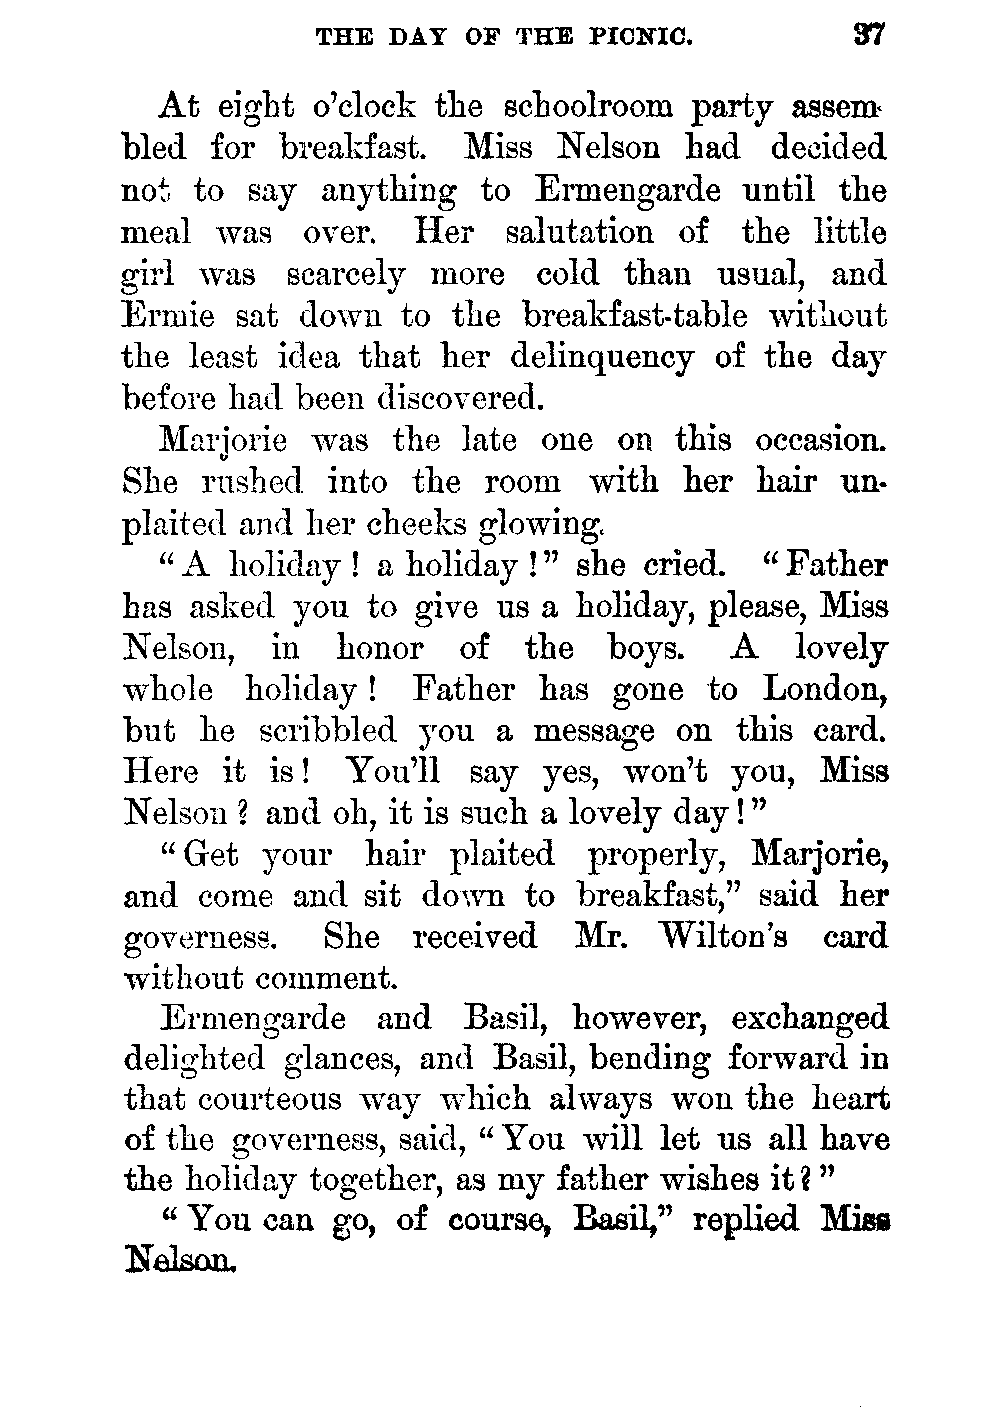 THE DAY OF THE PICNIC. 37
At eight o'clock the schoolroom party assem-
bled for breakfast. Miss Nelson had decided
not to say anything to Ermengarde until the
meal was over. Her salutation of the little
girl was scarcely more cold than usual, and
Ermie sat down to the breakfast-table without
the least idea that her delinquency of the day
before had been discovered.
Marjorie was the late one on this occasion.
She rushed into the room with her hair un-
plaited and her cheeks glowing.
"A holiday! a holiday!" she cried. "Father
has asked you to give us a holiday, please, Miss
Nelson, in honor of the boys. A lovely
whole holiday! Father has gone to London,
but he scribbled you a message on this card.
Here it is! You'll say yes, won't you, Miss
Nelson? and oh, it is such a lovely day!"
"Get your hair plaited properly, Marjorie,
and come and sit down to breakfast," said her
governess. She received Mr. Wilton's card
without comment.
Ermengarde and Basil, however, exchanged
delighted glances, and Basil, bending forward in
that courteous way which always won the heart
of the governess, said, "You will let us all have
the holiday together, as my father wishes it?"
"You can go, of course, Basil," replied Miss
Nelson.